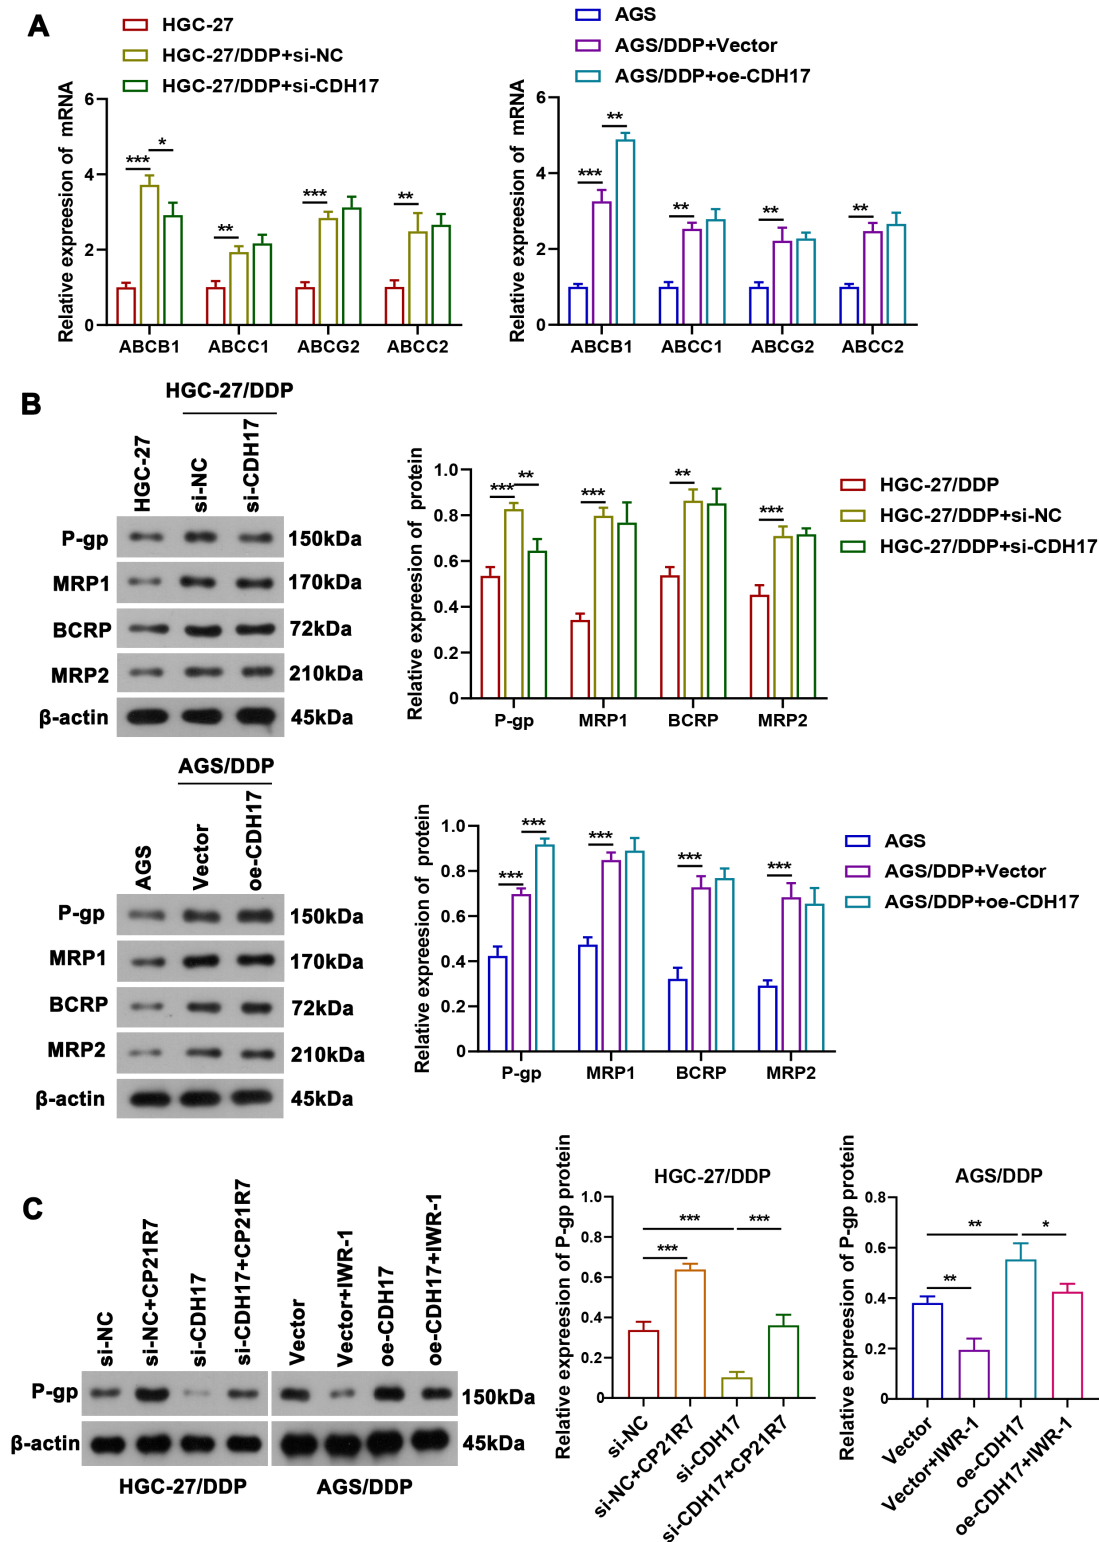 A
HGC-27
HGC-27/DDP+si-NC
HGC-27/DDP+si-CDH17
Relative expreesion of mRNA
6
4
2
0
***
*
**
***
**
ABCB1 ABCC1 ABCG2 ABCC2
AGS
AGS/DDP+Vector
AGS/DDP+oe-CDH17
Relative expreesion of mRNA
6
4
2
0
***
**
**
**
**
ABCB1 ABCC1 ABCG2 ABCC2
B
HGC-27/DDP
HGC-27
si-NC
si-CDH17
P-gp 150kDa
MRP1 170kDa
BCRP 72kDa
MRP2 210kDa
β-actin 45kDa
Relative expreesion of protein
1.0
0.8
0.6
0.4
0.2
0
***
**
***
**
***
P-gp MRP1 BCRP MRP2
HGC-27/DDP
HGC-27/DDP+si-NC
HGC-27/DDP+si-CDH17
AGS/DDP
AGS
Vector
oe-CDH17
P-gp 150kDa
MRP1 170kDa
BCRP 72kDa
MRP2 210kDa
β-actin 45kDa
Relative expreesion of protein
1.0
0.8
0.6
0.4
0.2
0
***
***
***
***
***
P-gp MRP1 BCRP MRP2
AGS
AGS/DDP+Vector
AGS/DDP+oe-CDH17
C
si-NC
si-NC+CP21R7
si-CDH17
si-CDH17+CP21R7
Vector
Vector+IWR-1
oe-CDH17
oe-CDH17+IWR-1
P-gp 150kDa
β-actin 45kDa
HGC-27/DDP AGS/DDP
HGC-27/DDP
Relative expreesion of P-gp protein
1.0
0.8
0.6
0.4
0.2
0
***
***
***
si-NC
si-NC+CP21R7
si-CDH17
si-CDH17+CP21R7
AGS/DDP
Relative expreesion of P-gp protein
0.8
0.6
0.4
0.2
0
**
**
*
Vector
Vector+IWR-1
oe-CDH17
oe-CDH17+IWR-1